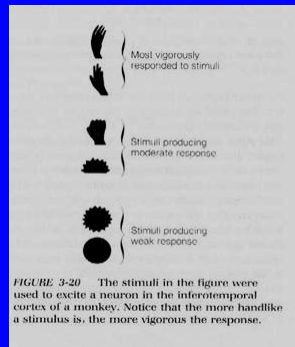 Most vigorously
responded to stimuli
Stimuli producing
moderate response
Stimuli producing
weak response
FIGURE 3-20 The stimuli in the figure were
used to excite a neuron in the inferotemporal
cortex of a monkey. Notice that the more handlike
a stimulus is, the more vigorous the response.